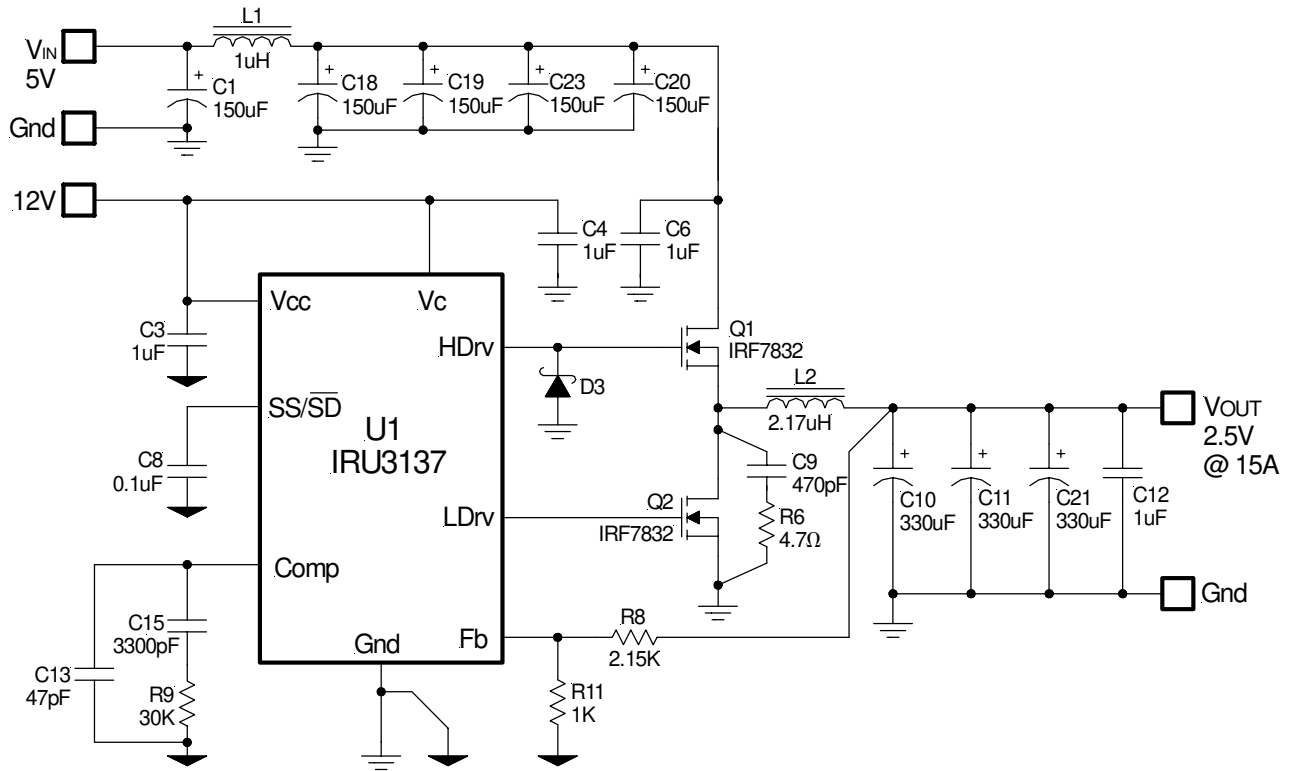 L1
1uH
VIN
5V
C1
150uF
C18
150uF
C19
150uF
C23
150uF
C20
150uF
Gnd
12V
C4
1uF
C6
1uF
Vcc
Vc
C3
1uF
HDrv
Q1
IRF7832
D3
L2
2.17uH
VOUT
2.5V
@ 15A
SS/SD
U1
IRU3137
C8
0.1uF
C9
470pF
R6
4.7Ω
Q2
IRF7832
LDrv
C10
330uF
C11
330uF
C21
330uF
C12
1uF
Comp
Gnd
C15
3300pF
C13
47pF
R9
30K
Gnd
Fb
R8
2.15K
R11
1K
+
+
+
+
+
+
+
+